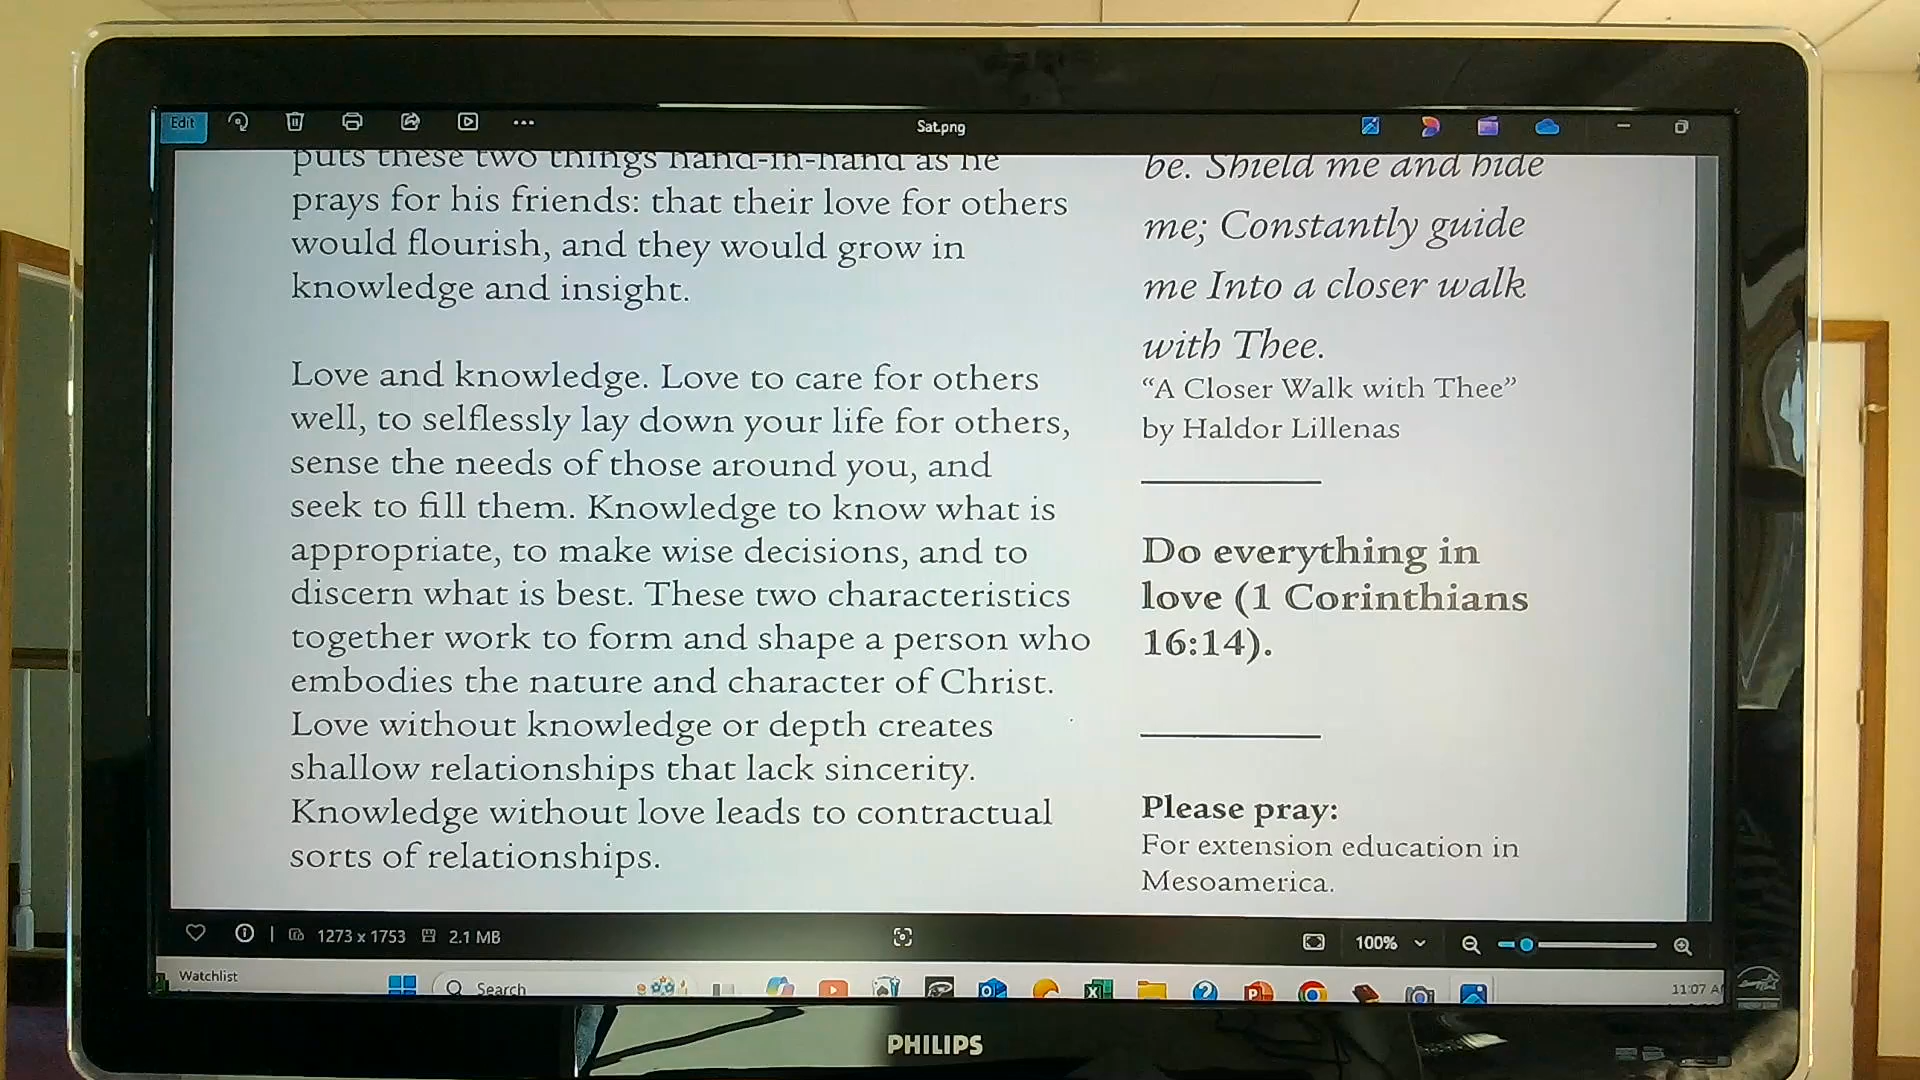 Edit
Sat.png
puts these two things hand-in-hand as he
prays for his friends: that their love for others
would flourish, and they would grow in
knowledge and insight.
Love and knowledge. Love to care for others
well, to selflessly lay down your life for others,
sense the needs of those around you, and
seek to fill them. Knowledge to know what is
appropriate, to make wise decisions, and to
discern what is best. These two characteristics
together work to form and shape a person who
embodies the nature and character of Christ.
Love without knowledge or depth creates
shallow relationships that lack sincerity.
Knowledge without love leads to contractual
sorts of relationships.
be. Shield me and hide
me; Constantly guide
me Into a closer walk
with Thee.
“A Closer Walk with Thee”
by Haldor Lillenas
Do everything in
love (1 Corinthians
16:14).
Please pray:
For extension education in
Mesoamerica.
1273 x 1753
2.1 MB
100%
Watchlist
Search
11:07 A
PHILIPS